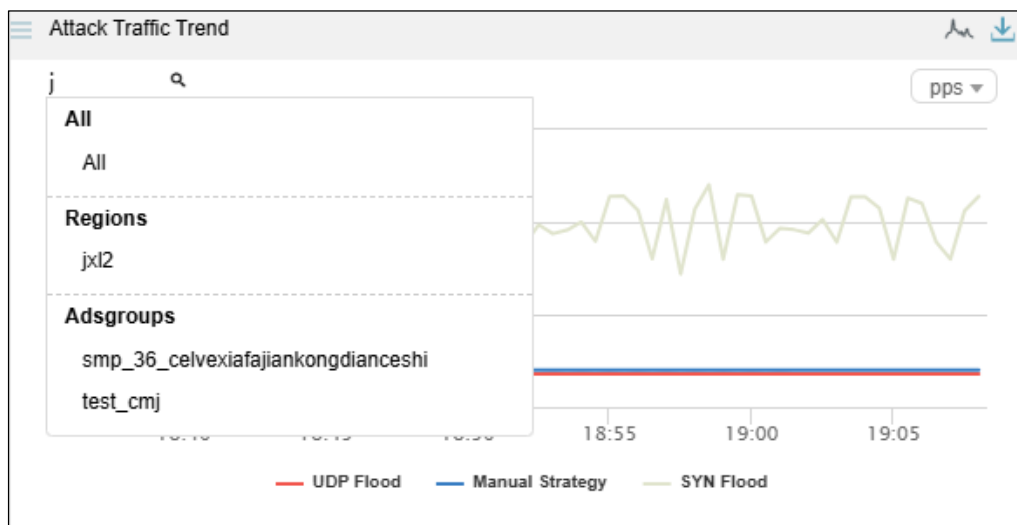 Attack Traffic Trend
j
pps
All
All
Regions
jxl2
Adsgroups
smp_36_celvexiafajiankongdianceshi
test_cmj
18:55 19:00 19:05
UDP Flood Manual Strategy SYN Flood